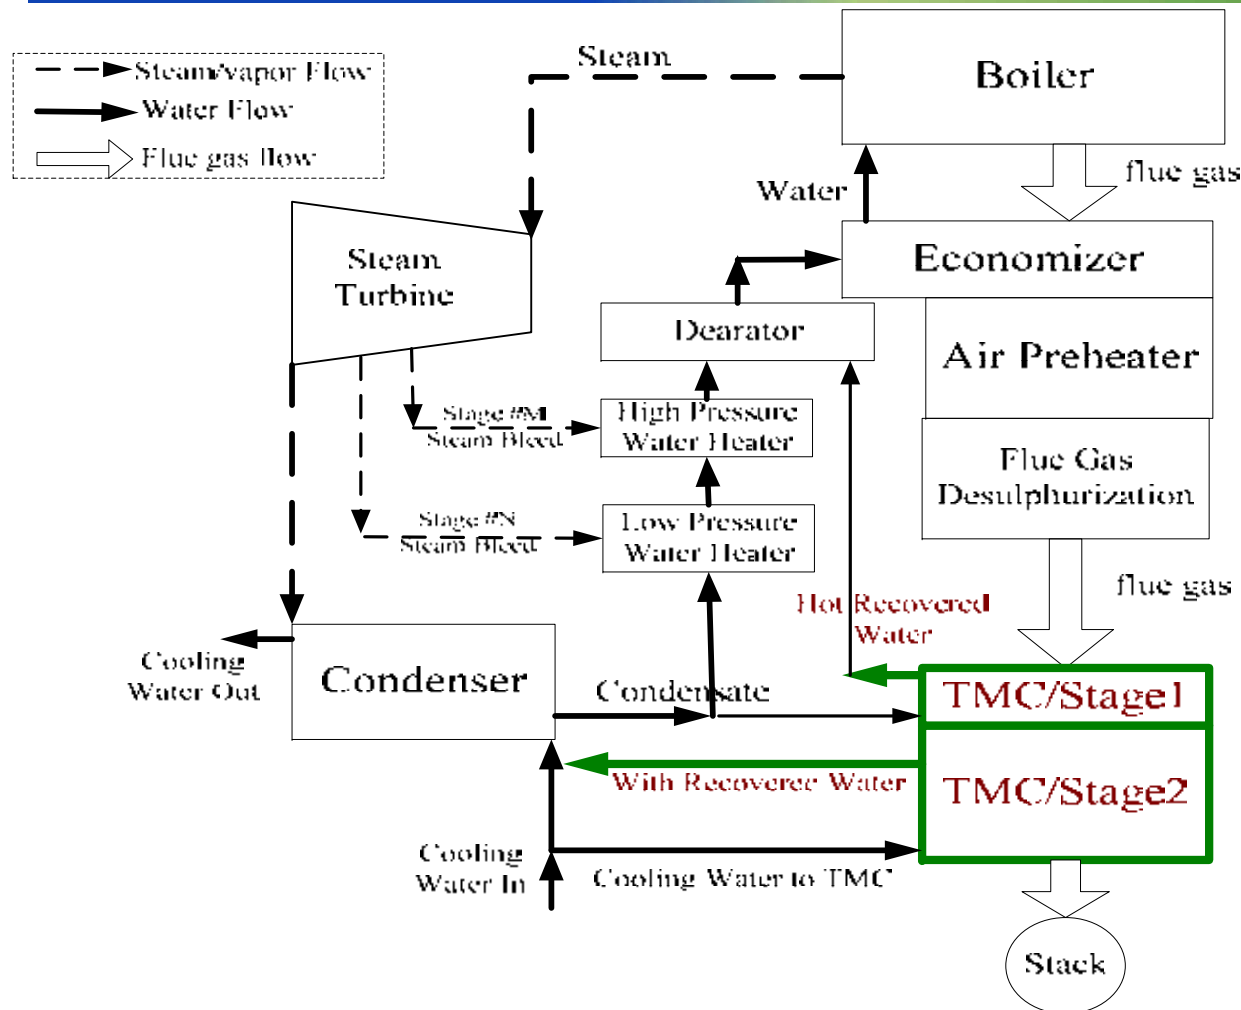 Steam
Boiler
Steam/vapor Flow
Water Flow
Flue gas flow
flue gas
Water
Steam
Turbine
Economizer
Dearator
Air Preheater
Stage #M
Steam Bleed
High Pressure
Water Heater
Flue Gas
Desulphurization
Stage #N
Steam Bleed
Low Pressure
Water Heater
flue gas
Hot Recovered
Water
Cooling
Water Out
Condenser
Condensate
TMC/Stage1
With Recovered Water
TMC/Stage2
Cooling
Water In
Cooling Water to TMC
Stack